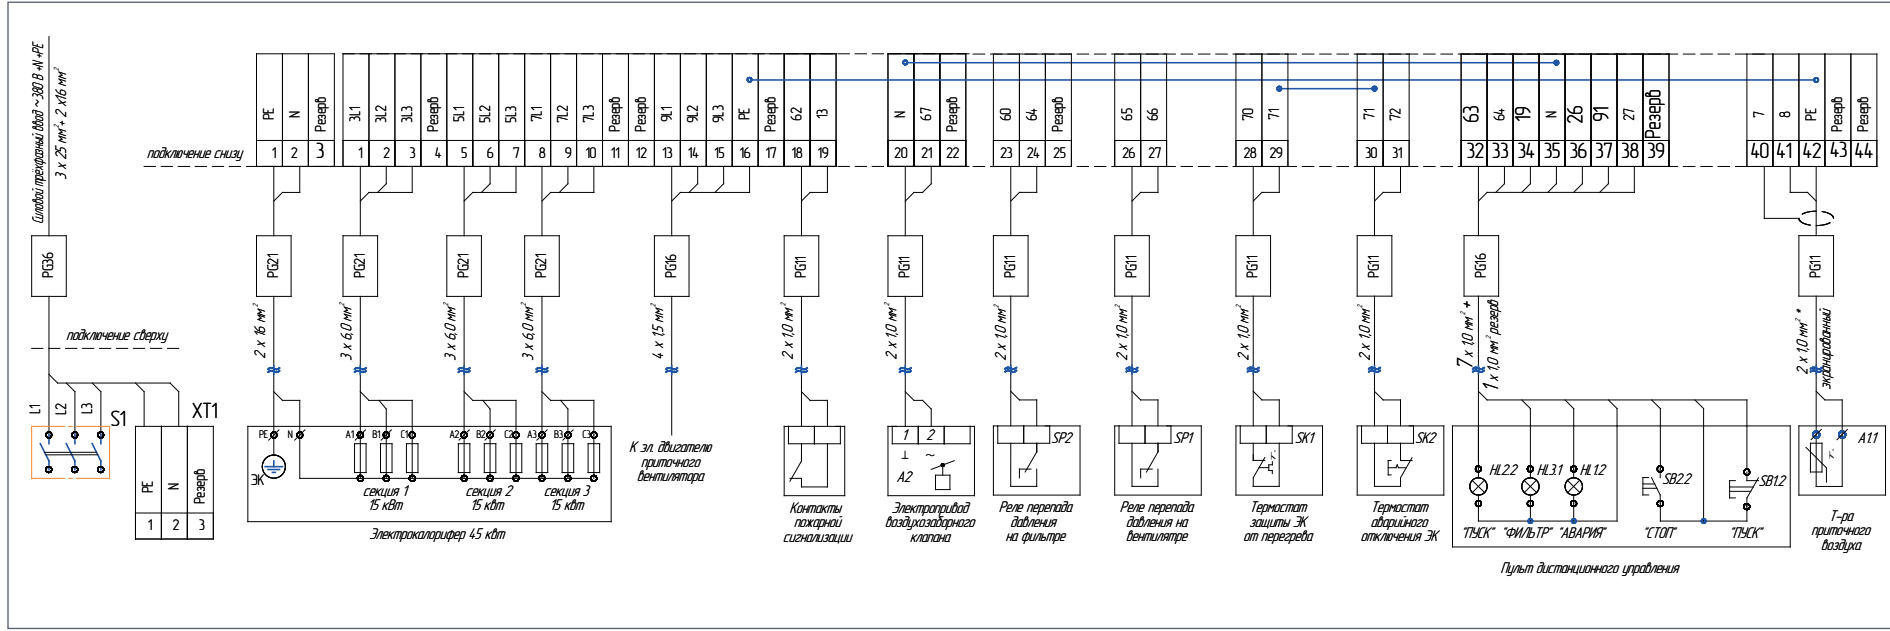 Силовой трёхфазный ввод ~380 В +N +PE
3 x 25 мм² + 2 x 16 мм²
PG36
подключение сверху
L1 L2 L3
S1
XT1
PE N Резерв
1 2 3
подключение снизу
PE N Резерв
1 2 3
3L1 3L2 3L3 Резерв 5L1 5L2 5L3 7L1 7L2 7L3 Резерв Резерв 9L1 9L2 9L3 PE Резерв 62 13
1 2 3 4 5 6 7 8 9 10 11 12 13 14 15 16 17 18 19
N 67 Резерв
20 21 22
60 64 Резерв
23 24 25
65 66
26 27
70 71
28 29
71 72
30 31
63 64 19 N 26 91 27 Резерв
32 33 34 35 36 37 38 39
7 8 PE Резерв Резерв
40 41 42 43 44
PG21 PG21 PG21 PG21 PG16 PG11 PG11 PG11 PG11 PG11 PG11 PG16 PG11
2 x 16 мм²
3 x 6,0 мм²
3 x 6,0 мм²
3 x 6,0 мм²
4 x 1,5 мм²
2 x 1,0 мм²
2 x 1,0 мм²
2 x 1,0 мм²
2 x 1,0 мм²
2 x 1,0 мм²
2 x 1,0 мм²
7 x 1,0 мм² +
1 x 1,0 мм² резерв
2 x 1,0 мм² *
экранированный
PE N A1 B1 C1 A2 B2 C2 A3 B3 C3
ЭК
секция 1
15 кВт
секция 2
15 квт
секция 3
15 квт
Электрокалорифер 45 квт
К эл. двигателю
приточного
вентилятора
Контакты
пожарной
сигнализации
1 2
⊥ ~
A2
Электропривод
воздухозаборного
клапана
SP2
Реле перепада
давления
на фильтре
SP1
Реле перепада
давления на
вентилятре
SK1
Термостат
защиты ЭК
от перегрева
SK2
Термостат
аварийного
отключения ЭК
HL2.2 HL3.1 HL1.2 SB2.2 SB1.2
"ПУСК" "ФИЛЬТР" "АВАРИЯ" "СТОП" "ПУСК"
Пульт дистанционного управления
A1.1
т.
Т-ра
приточного
воздуха